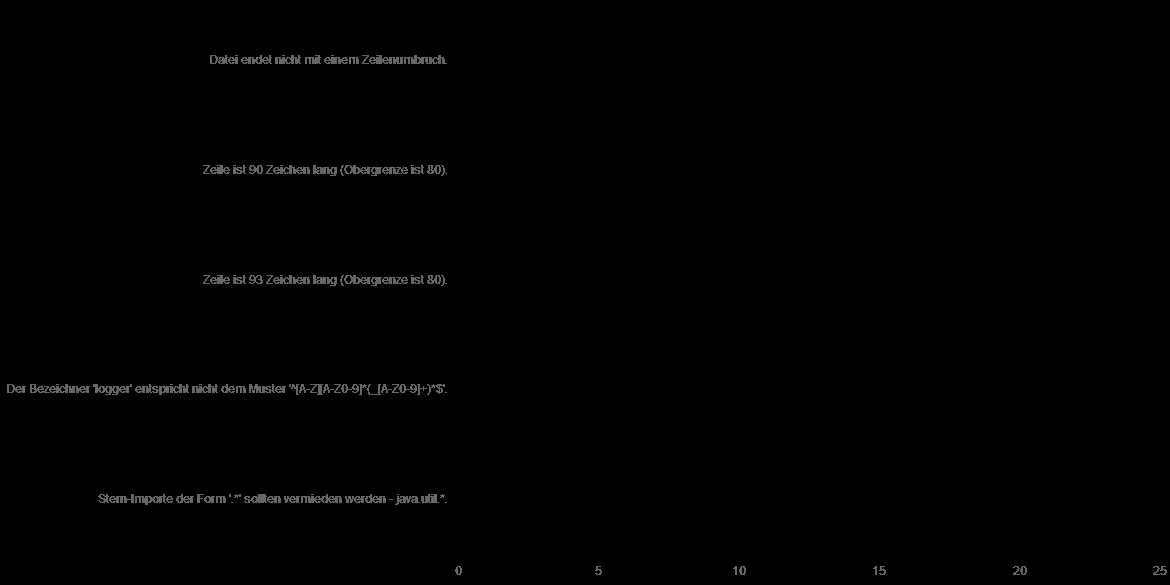 Datei endet nicht mit einem Zeilenumbruch.
Zeile ist 90 Zeichen lang (Obergrenze ist 80).
Zeile ist 93 Zeichen lang (Obergrenze ist 80).
Der Bezeichner 'logger' entspricht nicht dem Muster '^[A-Z][A-Z0-9]*(_[A-Z0-9]+)*$'.
Stern-Importe der Form '.*' sollten vermieden werden - java.util.*.
0 5 10 15 20 25